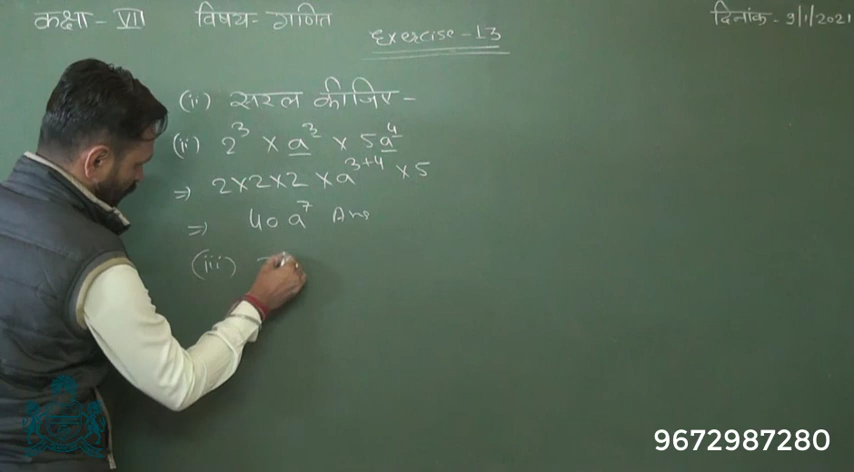 कक्षा - VII विषय- गणित दिनांक - 9/1/2021
Exercise - 13
(ii) सरल कीजिए -
(ii) 2³ × a³ × 5a⁴
⇒ 2×2×2 × a³⁺⁴ × 5
⇒ 40 a⁷ Ans
(iii)
9672987280